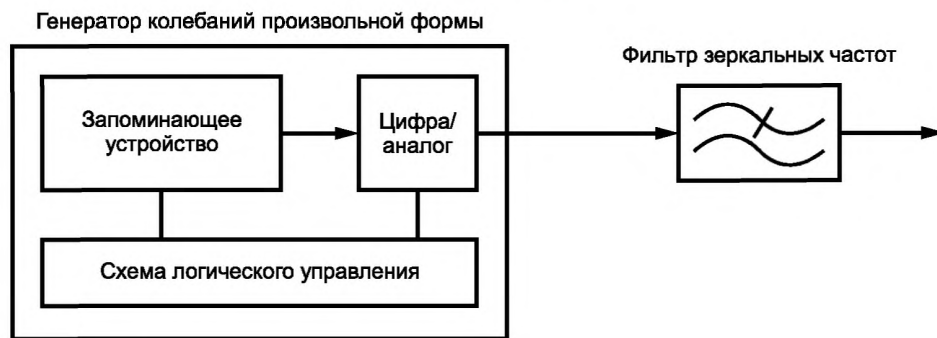 Генератор колебаний произвольной формы
Фильтр зеркальных частот
Запоминающее
устройство
Цифра/
аналог
Схема логического управления